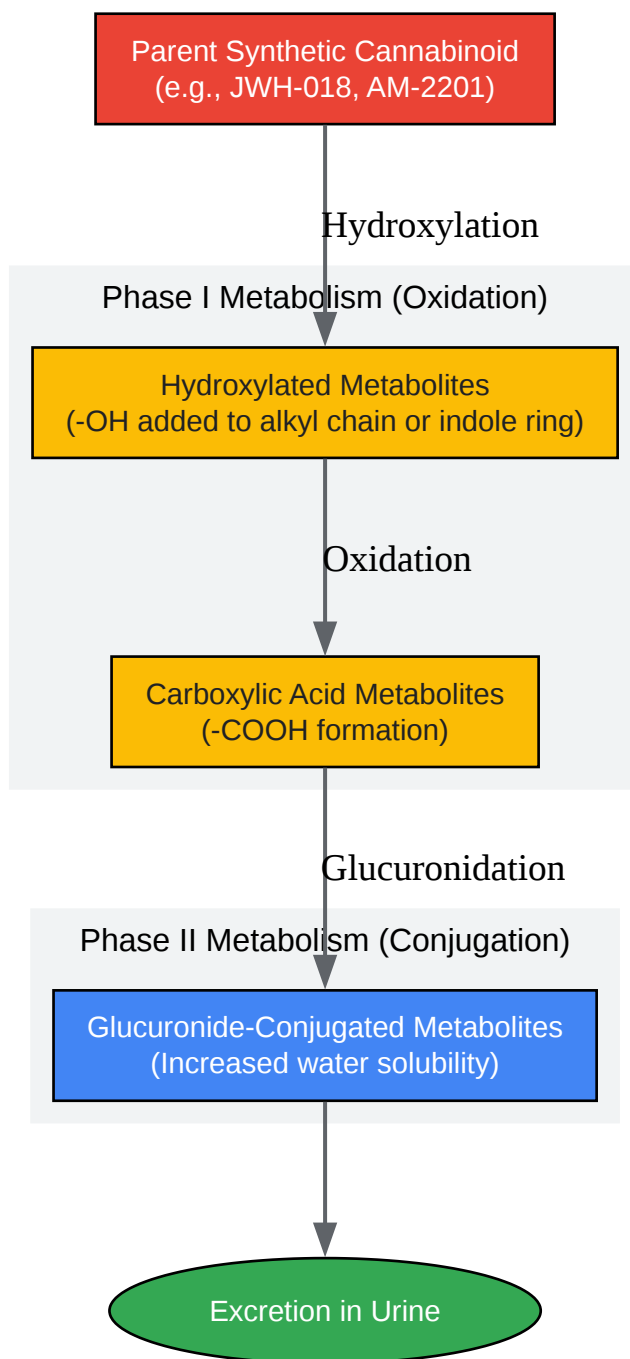 Parent Synthetic Cannabinoid
(e.g., JWH-018, AM-2201)
Hydroxylation
Phase I Metabolism (Oxidation)
Hydroxylated Metabolites
(-OH added to alkyl chain or indole ring)
Oxidation
Carboxylic Acid Metabolites
(-COOH formation)
Glucuronidation
Phase II Metabolism (Conjugation)
Glucuronide-Conjugated Metabolites
(Increased water solubility)
Excretion in Urine